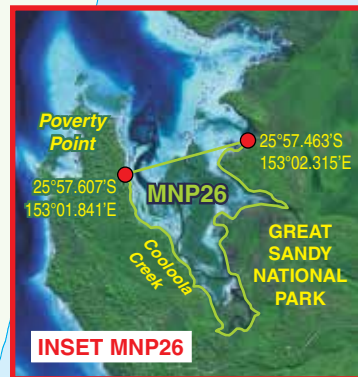 Poverty
Point
25°57.463'S
153°02.315'E
25°57.607'S
153°01.841'E
MNP26
Cooloola
Creek
GREAT
SANDY
NATIONAL
PARK
INSET MNP26